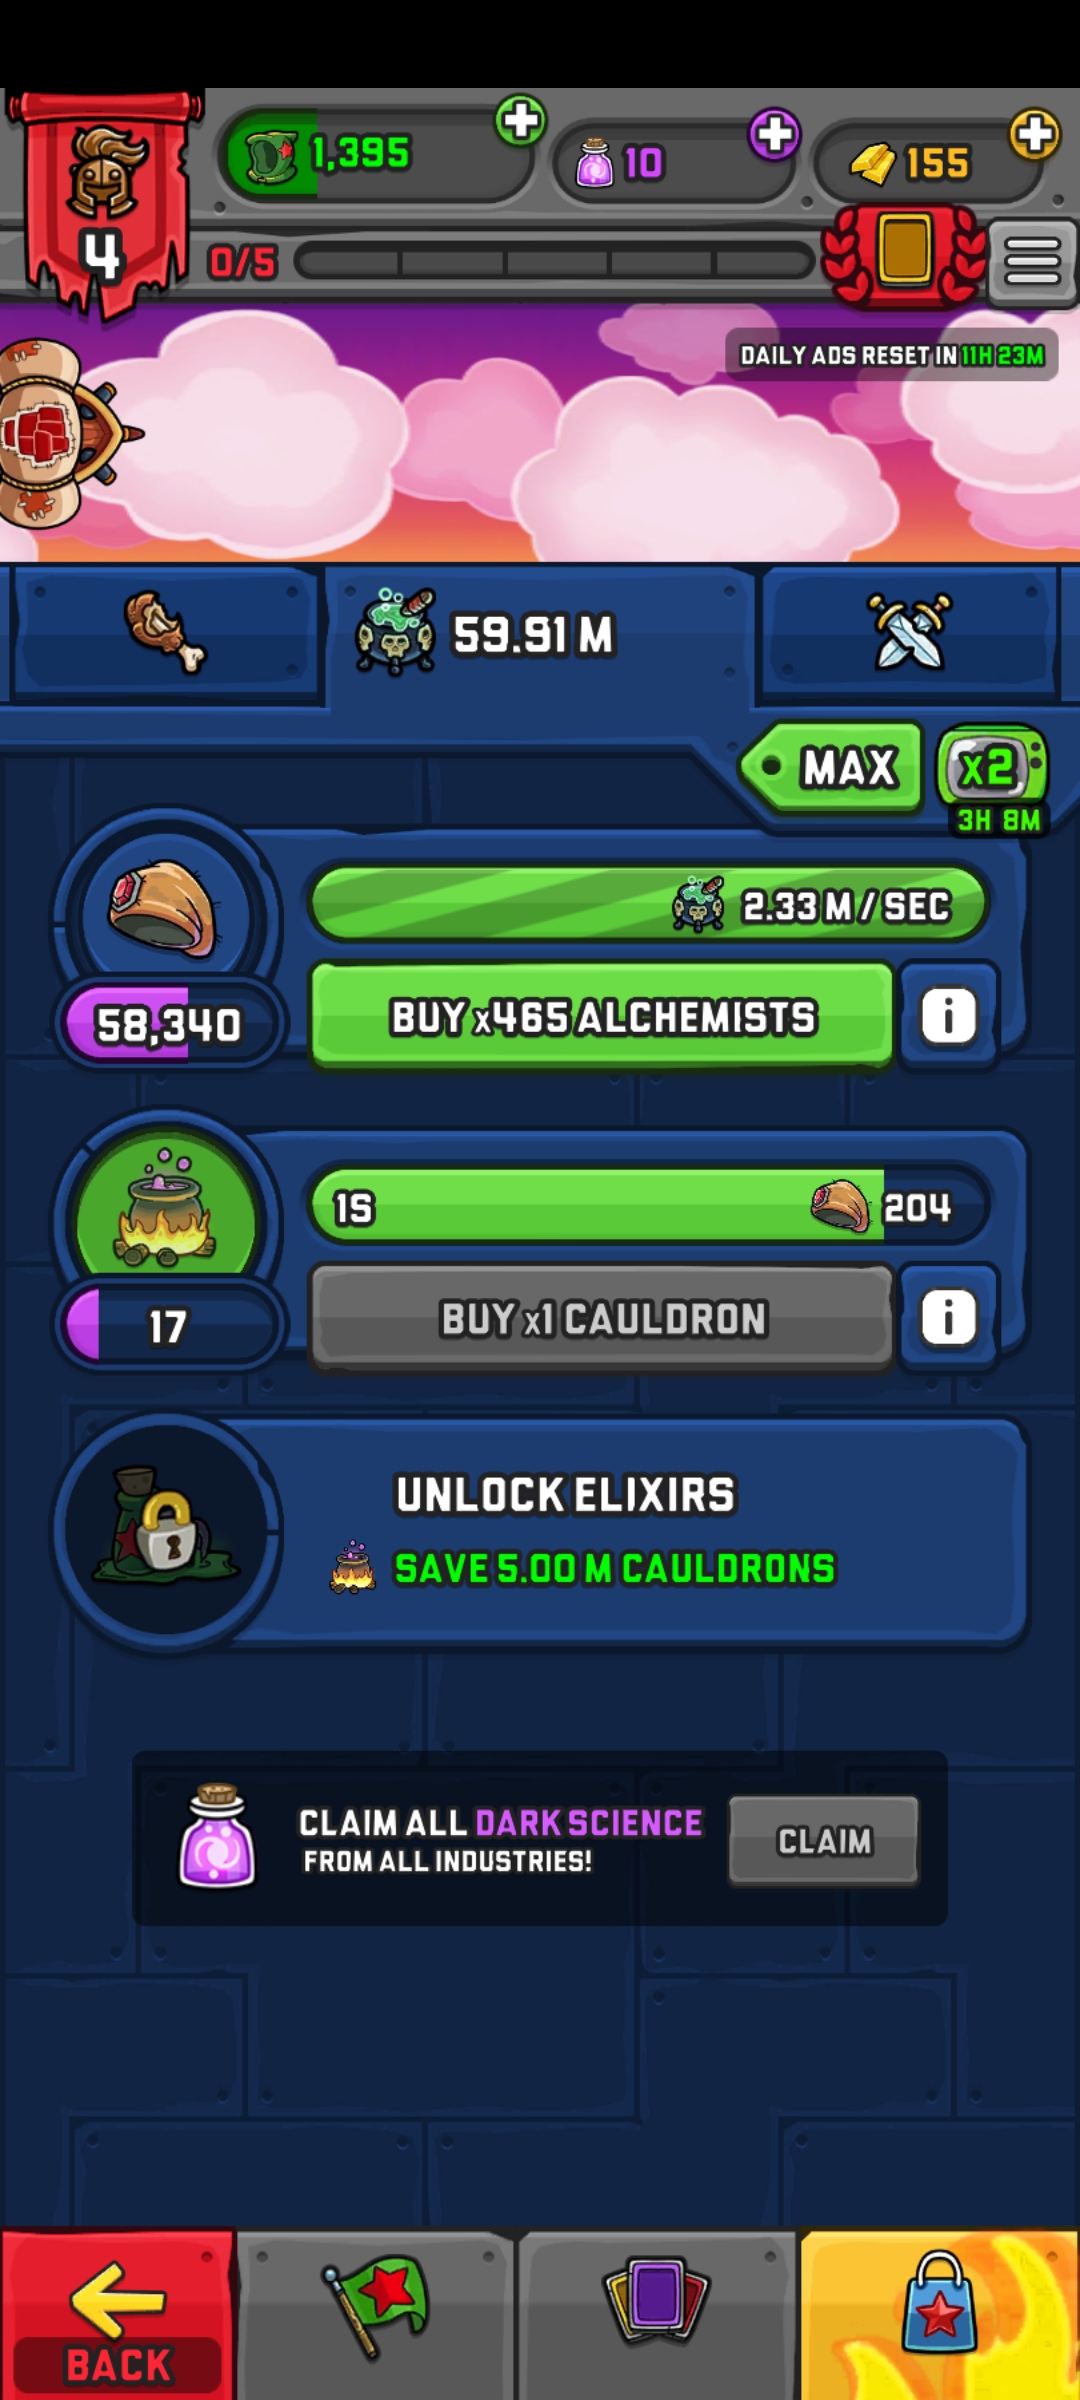 1,395
10
155
4
0/5
DAILY ADS RESET IN 11H 23M
59.91 M
MAX
x2
3H 8M
2.33 M / SEC
58,340
BUY x465 ALCHEMISTS
i
1S
204
17
BUY x1 CAULDRON
i
UNLOCK ELIXIRS
SAVE 5.00 M CAULDRONS
CLAIM ALL DARK SCIENCE
FROM ALL INDUSTRIES!
CLAIM
BACK